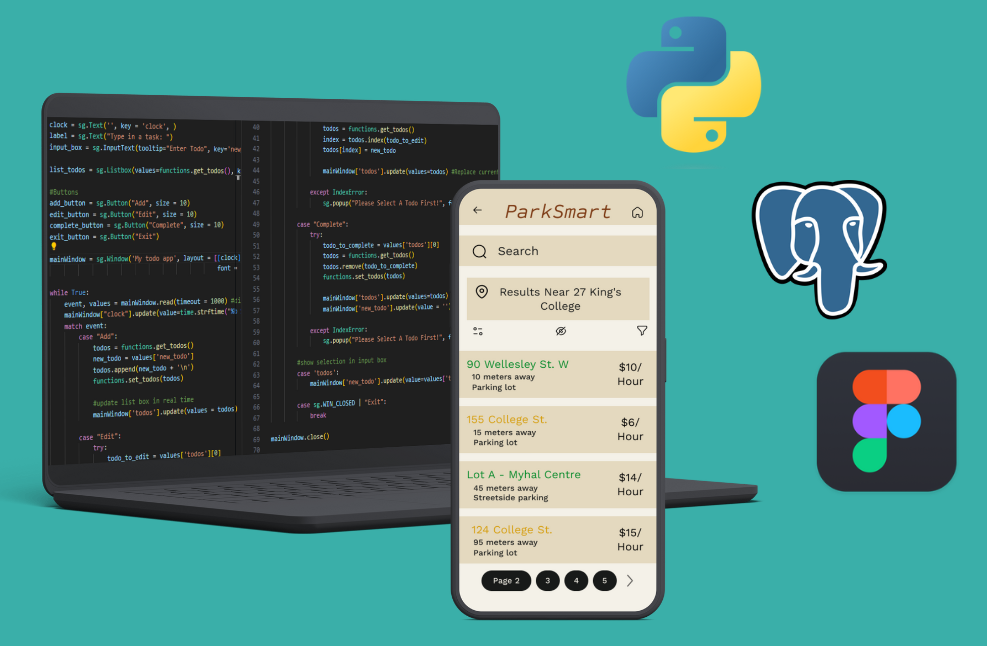 clock = sg.Text('', key = 'clock', )
label = sg.Text("Type in a task: ")
input_box = sg.InputText(tooltip="Enter Todo", key='new
list_todos = sg.Listbox(values=functions.get_todos(), k
#Buttons
add_button = sg.Button("Add", size = 10)
edit_button = sg.Button("Edit", size = 10)
complete_button = sg.Button("Complete", size = 10)
exit_button = sg.Button("Exit")
mainWindow = sg.Window('My todo app', layout = [[clock]
font =
while True:
event, values = mainWindow.read(timeout = 1000)
mainWindow["clock"].update(value=time.strftime("%b
match event:
case "Add":
todos = functions.get_todos()
new_todo = values['new_todo']
todos.append(new_todo + '\n')
functions.set_todos(todos)
#update list box in real time
mainWindow['todos'].update(values = todos)
case "Edit":
try:
todo_to_edit = values['todos'][0]
40 todos = functions.get_todos()
41 index = todos.index(todo_to_edit)
42 todos[index] = new_todo
43
44 mainWindow['todos'].update(values=todos) #Replace current
45
46 except IndexError:
47 sg.popup("Please Select A Todo First!", f
48
49 case "Complete":
50 try:
51 todo_to_complete = values['todos'][0]
52 todos = functions.get_todos()
53 todos.remove(todo_to_complete)
54 functions.set_todos(todos)
55
56 mainWindow['todos'].update(values=todos)
57 mainWindow['new_todo'].update(value = ''
58
59 except IndexError:
60 sg.popup("Please Select A Todo First!", f
61
62 #show selection in input box
63 case 'todos':
64 mainWindow['new_todo'].update(value=values['t
65
66 case sg.WIN_CLOSED | "Exit":
67 break
68
69 mainWindow.close()
70
ParkSmart
Search
Results Near 27 King's
College
90 Wellesley St. W
10 meters away
Parking lot
$10/
Hour
155 College St.
15 meters away
Parking lot
$6/
Hour
Lot A - Myhal Centre
45 meters away
Streetside parking
$14/
Hour
124 College St.
95 meters away
Parking lot
$15/
Hour
Page 2 3 4 5